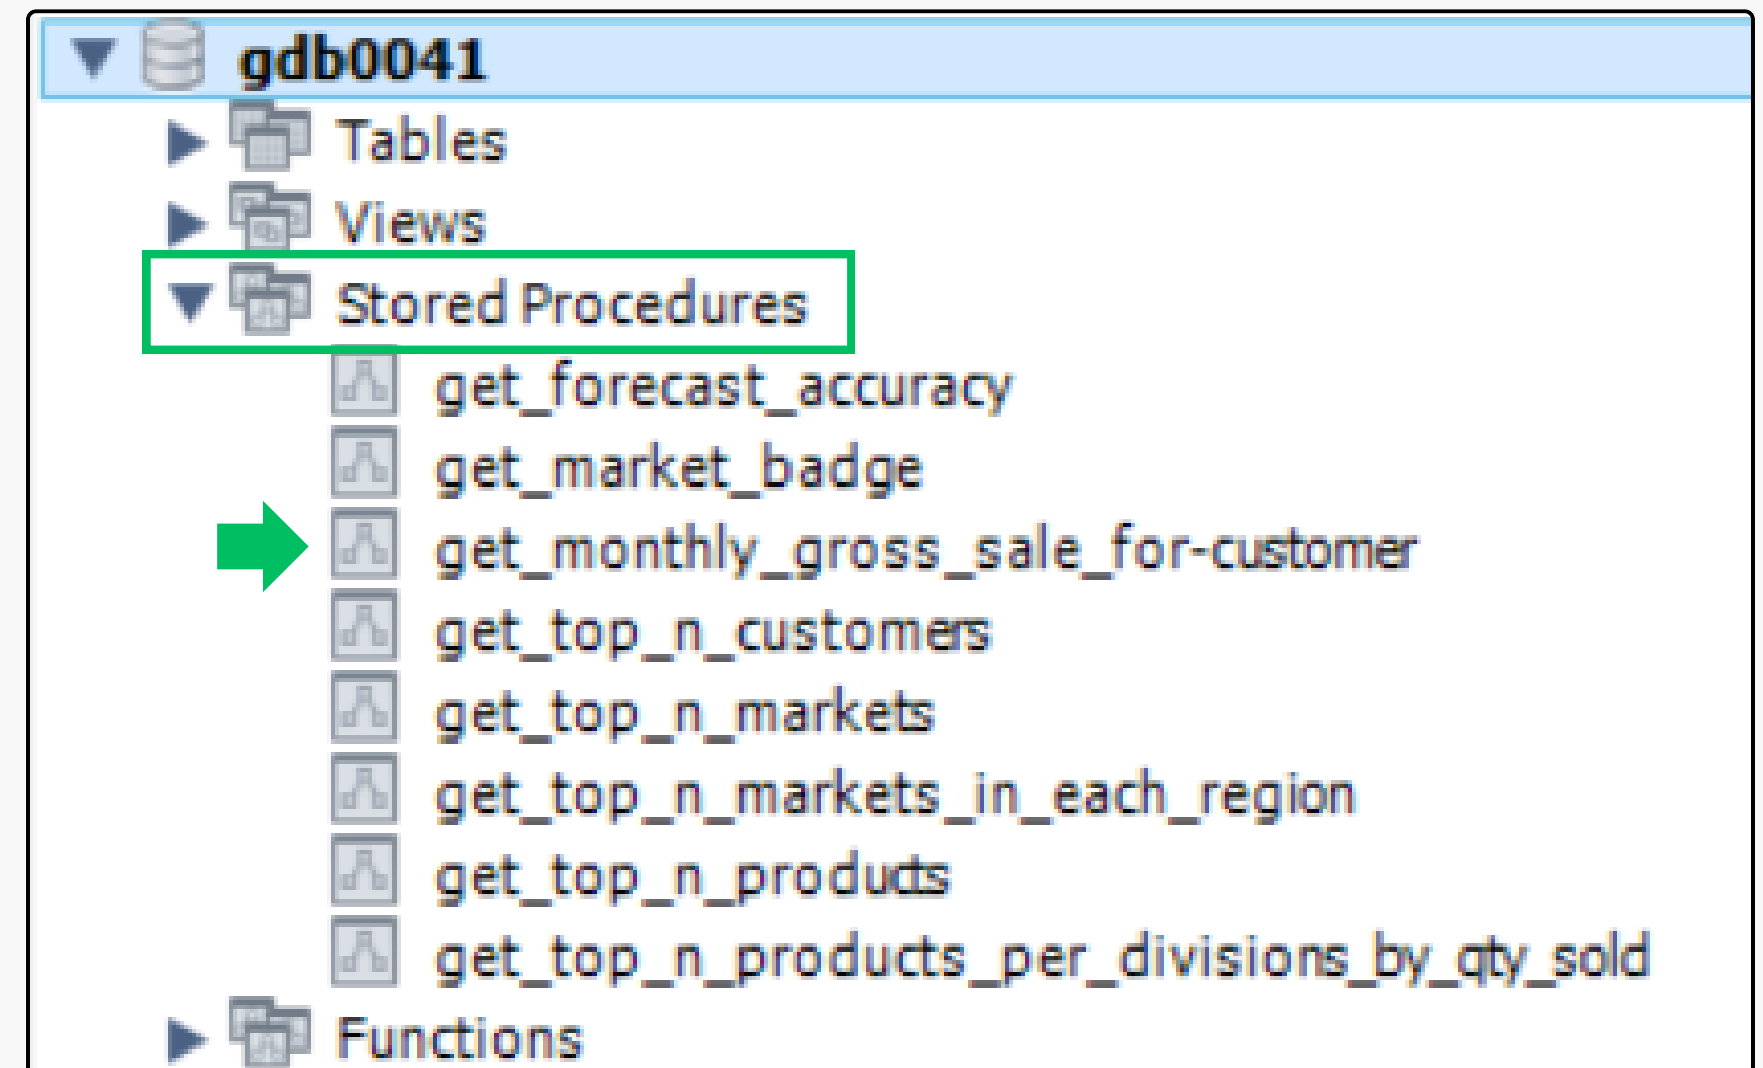 gdb0041
Tables
Views
Stored Procedures
get_forecast_accuracy
get_market_badge
get_monthly_gross_sale_for-customer
get_top_n_customers
get_top_n_markets
get_top_n_markets_in_each_region
get_top_n_products
get_top_n_products_per_divisions_by_qty_sold
Functions